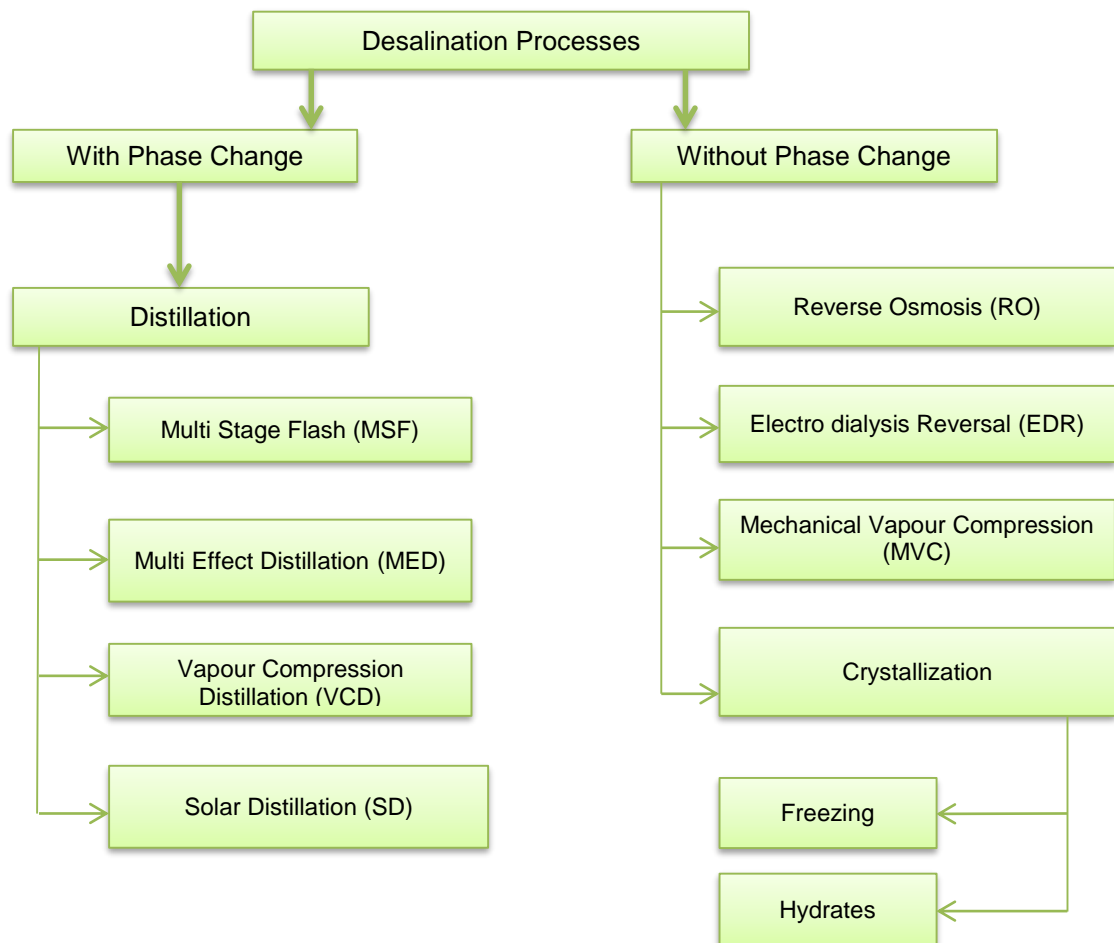 Desalination Processes
With Phase Change
Without Phase Change
Distillation
Multi Stage Flash (MSF)
Multi Effect Distillation (MED)
Vapour Compression
Distillation (VCD)
Solar Distillation (SD)
Reverse Osmosis (RO)
Electro dialysis Reversal (EDR)
Mechanical Vapour Compression
(MVC)
Crystallization
Freezing
Hydrates